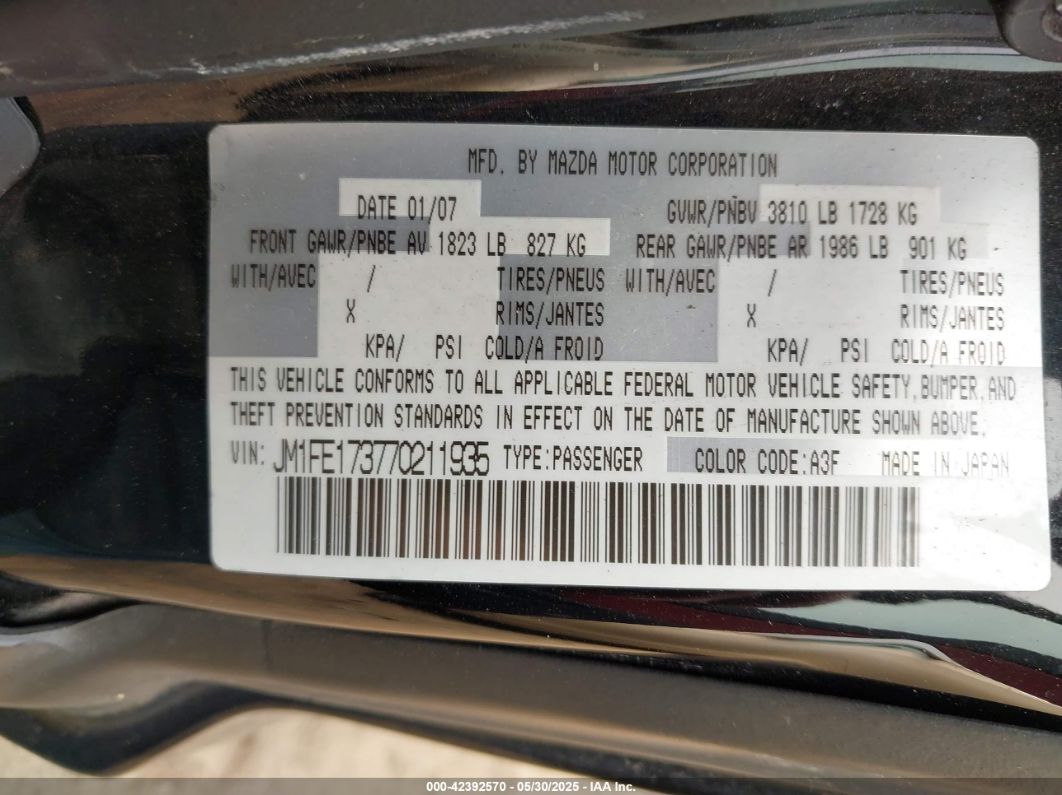 MFD. BY MAZDA MOTOR CORPORATION
DATE 01/07 GVWR/PNBV 3810 LB 1728 KG
FRONT GAWR/PNBE AV 1823 LB 827 KG REAR GAWR/PNBE AR 1986 LB 901 KG
WITH/AVEC / TIRES/PNEUS WITH/AVEC / TIRES/PNEUS
X RIMS/JANTES X RIMS/JANTES
KPA/ PSI COLD/A FROID KPA/ PSI COLD/A FROID
THIS VEHICLE CONFORMS TO ALL APPLICABLE FEDERAL MOTOR VEHICLE SAFETY,BUMPER,AND
THEFT PREVENTION STANDARDS IN EFFECT ON THE DATE OF MANUFACTURE SHOWN ABOVE.
VIN: JM1FE173770211935 TYPE:PASSENGER COLOR CODE:A3F MADE IN JAPAN
000-42392570 - 05/30/2025 - IAA Inc.